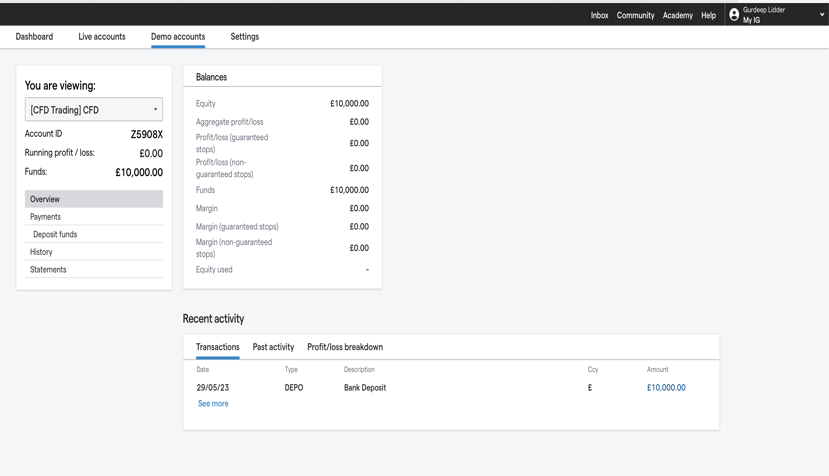 Inbox Community Academy Help Gurdeep Lidder
My IG
Dashboard Live accounts Demo accounts Settings
You are viewing:
[CFD Trading] CFD
Account ID Z5908X
Running profit / loss: £0.00
Funds: £10,000.00
Overview
Payments
Deposit funds
History
Statements
Balances
Equity £10,000.00
Aggregate profit/loss £0.00
Profit/loss (guaranteed
stops) £0.00
Profit/loss (non-
guaranteed stops) £0.00
Funds £10,000.00
Margin £0.00
Margin (guaranteed stops) £0.00
Margin (non-guaranteed
stops) £0.00
Equity used -
Recent activity
Transactions Past activity Profit/loss breakdown
Date Type Description Ccy Amount
29/05/23 DEPO Bank Deposit £ £10,000.00
See more